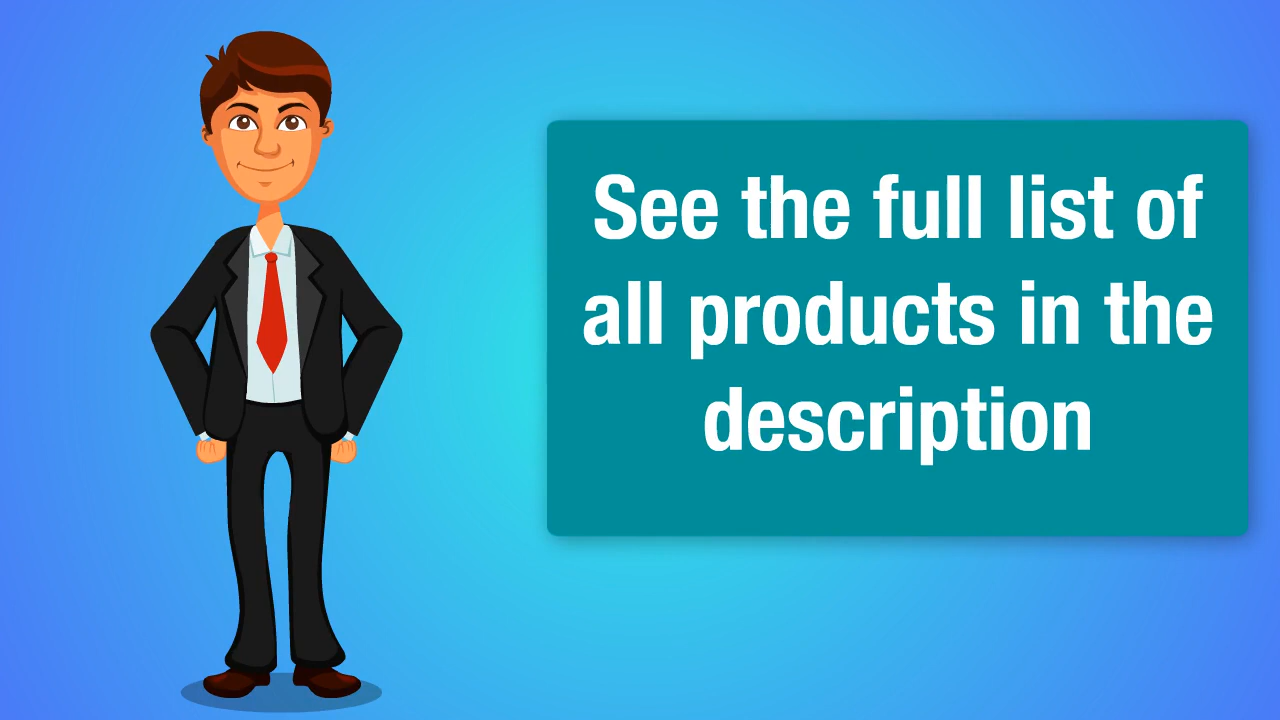 See the full list of
all products in the
description